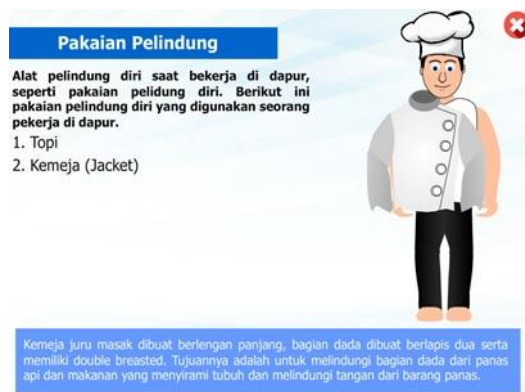 Pakaian Pelindung
Alat pelindung diri saat bekerja di dapur,
seperti pakaian pelidung diri. Berikut ini
pakaian pelindung diri yang digunakan seorang
pekerja di dapur.
1. Topi
2. Kemeja (Jacket)
Kemeja juru masak dibuat berlengan panjang, bagian dada dibuat berlapis dua serta
memiliki double breasted. Tujuannya adalah untuk melindungi bagian dada dari panas
api dan makanan yang menyirami tubuh dan melindungi tangan dari barang panas.